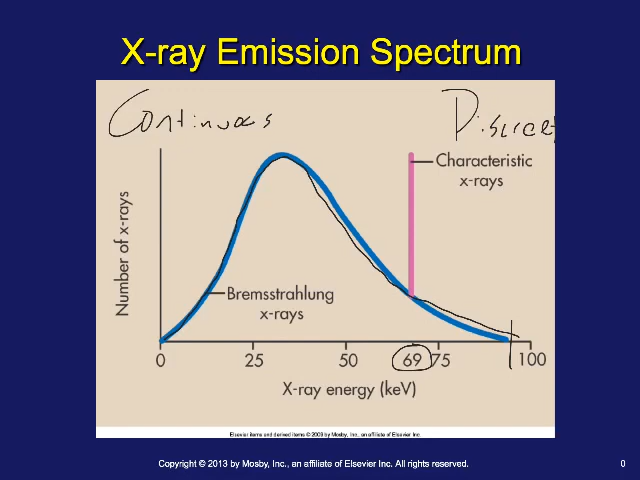 X-ray Emission Spectrum
Continuous
Discrete
Characteristic
x-rays
Number of x-rays
Bremsstrahlung
x-rays
0 25 50 69 75 100
X-ray energy (keV)
Elsevier items and derived items © 2009 by Mosby, Inc., an affiliate of Elsevier Inc.
Copyright © 2013 by Mosby, Inc., an affiliate of Elsevier Inc. All rights reserved.
0